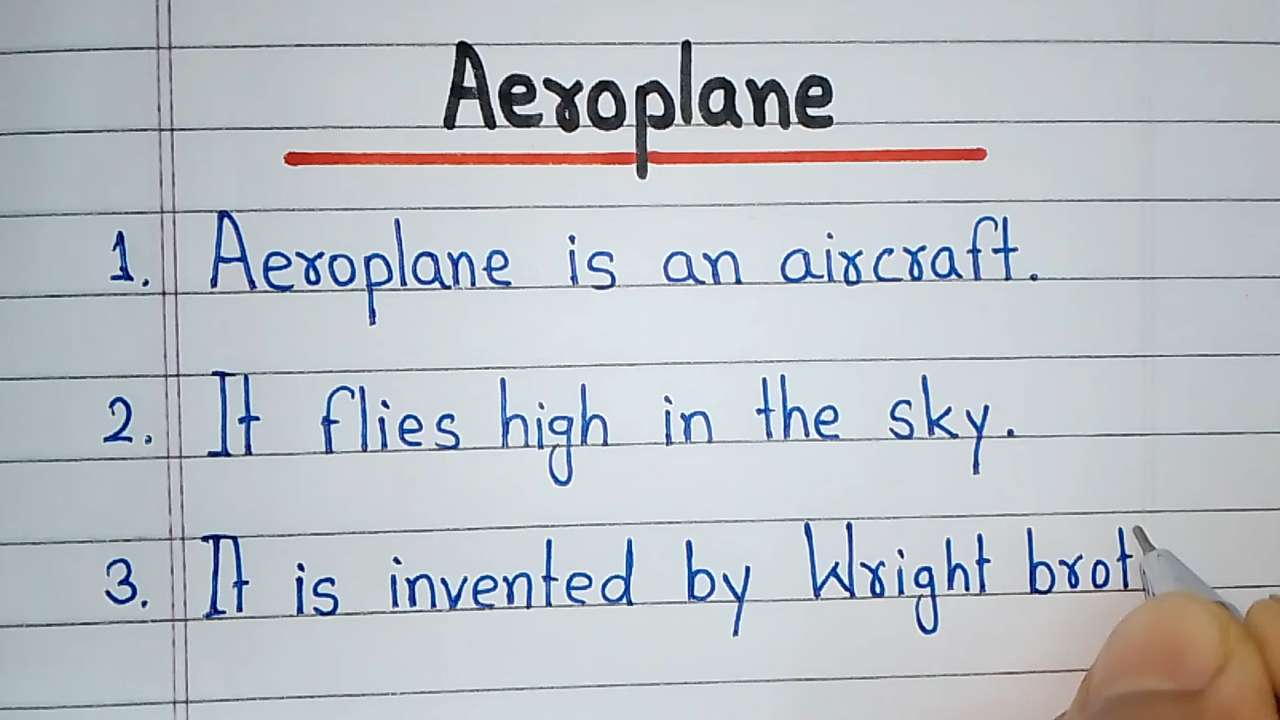 Aeroplane
1. Aeroplane is an aircraft.
2. It flies high in the sky.
3. It is invented by Wright brot